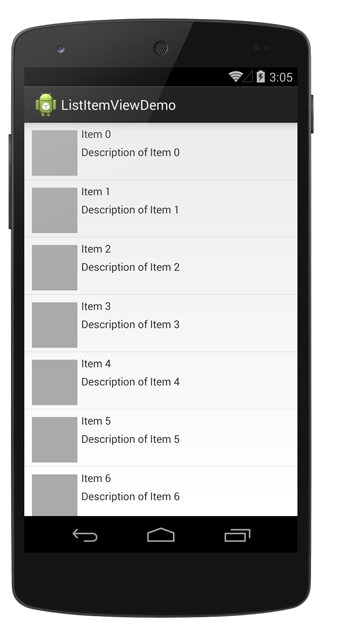 3:05
ListItemViewDemo
Item 0
Description of Item 0
Item 1
Description of Item 1
Item 2
Description of Item 2
Item 3
Description of Item 3
Item 4
Description of Item 4
Item 5
Description of Item 5
Item 6
Description of Item 6